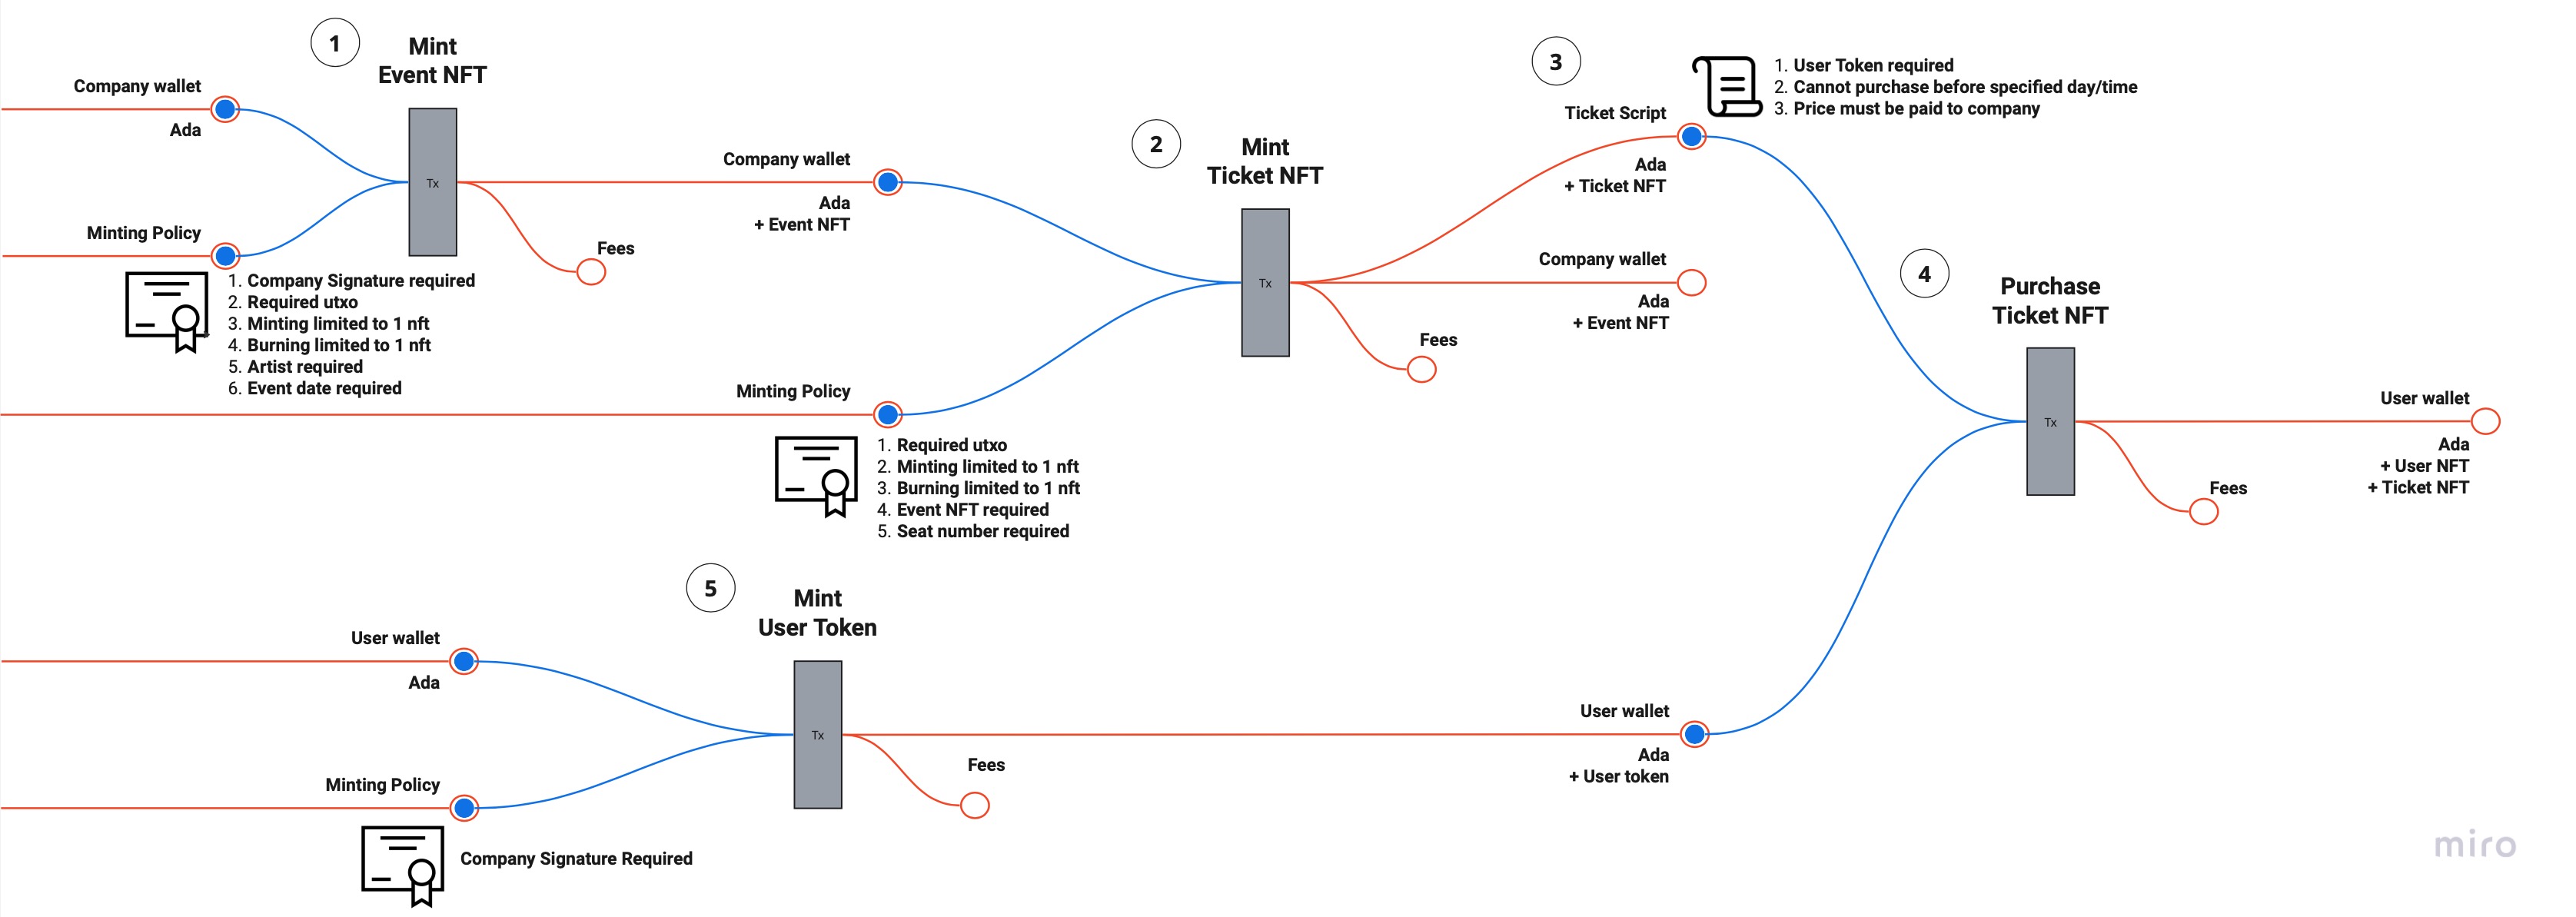 1
Mint
Event NFT
Company wallet
Ada
Tx
Minting Policy
1. Company Signature required
2. Required utxo
3. Minting limited to 1 nft
4. Burning limited to 1 nft
5. Artist required
6. Event date required
Fees
Company wallet
Ada
+ Event NFT
Minting Policy
1. Required utxo
2. Minting limited to 1 nft
3. Burning limited to 1 nft
4. Event NFT required
5. Seat number required
2
Mint
Ticket NFT
Tx
3
1. User Token required
2. Cannot purchase before specified day/time
3. Price must be paid to company
Ticket Script
Ada
+ Ticket NFT
Company wallet
Ada
+ Event NFT
Fees
4
Purchase
Ticket NFT
Tx
User wallet
Ada
+ User NFT
+ Ticket NFT
Fees
5
Mint
User Token
User wallet
Ada
Tx
Minting Policy
Company Signature Required
Fees
User wallet
Ada
+ User token
miro